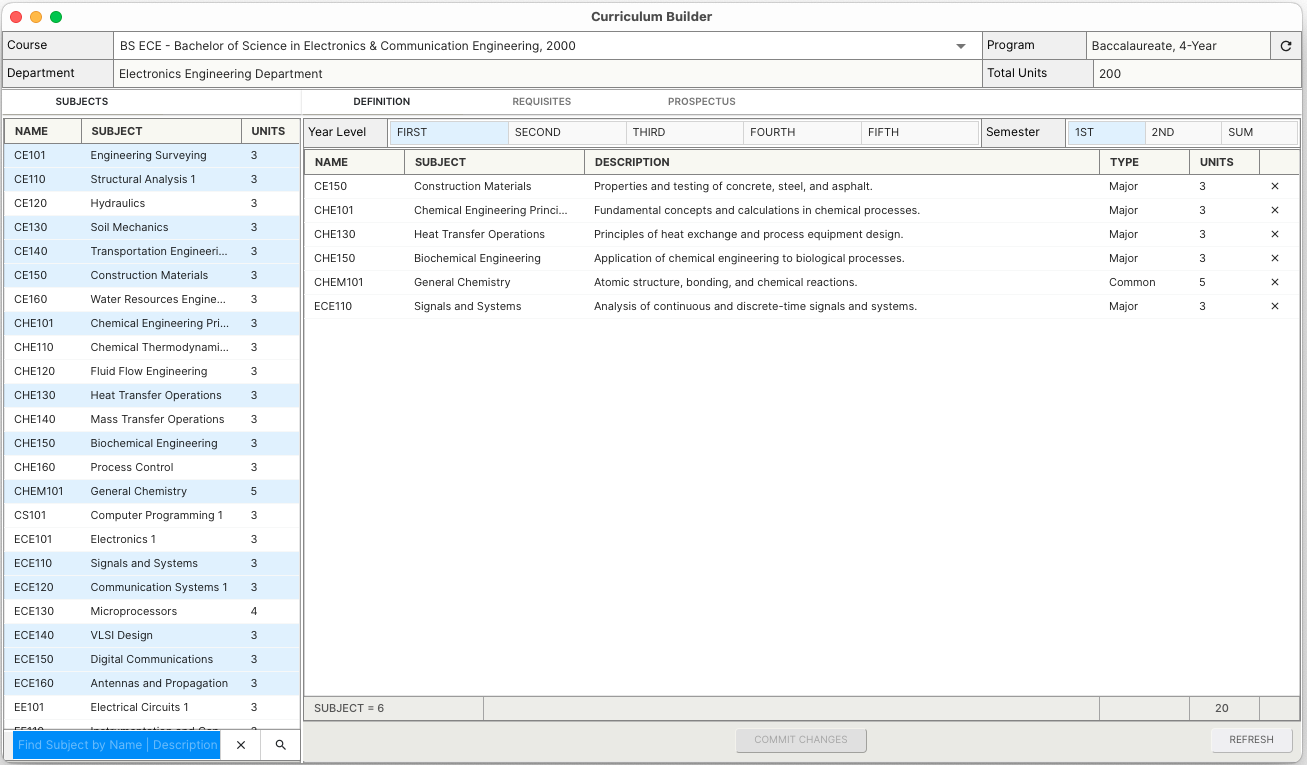 Curriculum Builder
Course BS ECE - Bachelor of Science in Electronics & Communication Engineering, 2000 Program Baccalaureate, 4-Year
Department Electronics Engineering Department Total Units 200
SUBJECTS
NAME SUBJECT UNITS
CE101 Engineering Surveying 3
CE110 Structural Analysis 1 3
CE120 Hydraulics 3
CE130 Soil Mechanics 3
CE140 Transportation Engineeri... 3
CE150 Construction Materials 3
CE160 Water Resources Engine... 3
CHE101 Chemical Engineering Pri... 3
CHE110 Chemical Thermodynami... 3
CHE120 Fluid Flow Engineering 3
CHE130 Heat Transfer Operations 3
CHE140 Mass Transfer Operations 3
CHE150 Biochemical Engineering 3
CHE160 Process Control 3
CHEM101 General Chemistry 5
CS101 Computer Programming 1 3
ECE101 Electronics 1 3
ECE110 Signals and Systems 3
ECE120 Communication Systems 1 3
ECE130 Microprocessors 4
ECE140 VLSI Design 3
ECE150 Digital Communications 3
ECE160 Antennas and Propagation 3
EE101 Electrical Circuits 1 3
Find Subject by Name | Description
DEFINITION REQUISITES PROSPECTUS
Year Level FIRST SECOND THIRD FOURTH FIFTH Semester 1ST 2ND SUM
NAME SUBJECT DESCRIPTION TYPE UNITS
CE150 Construction Materials Properties and testing of concrete, steel, and asphalt. Major 3
CHE101 Chemical Engineering Princi... Fundamental concepts and calculations in chemical processes. Major 3
CHE130 Heat Transfer Operations Principles of heat exchange and process equipment design. Major 3
CHE150 Biochemical Engineering Application of chemical engineering to biological processes. Major 3
CHEM101 General Chemistry Atomic structure, bonding, and chemical reactions. Common 5
ECE110 Signals and Systems Analysis of continuous and discrete-time signals and systems. Major 3
SUBJECT = 6 20
COMMIT CHANGES REFRESH